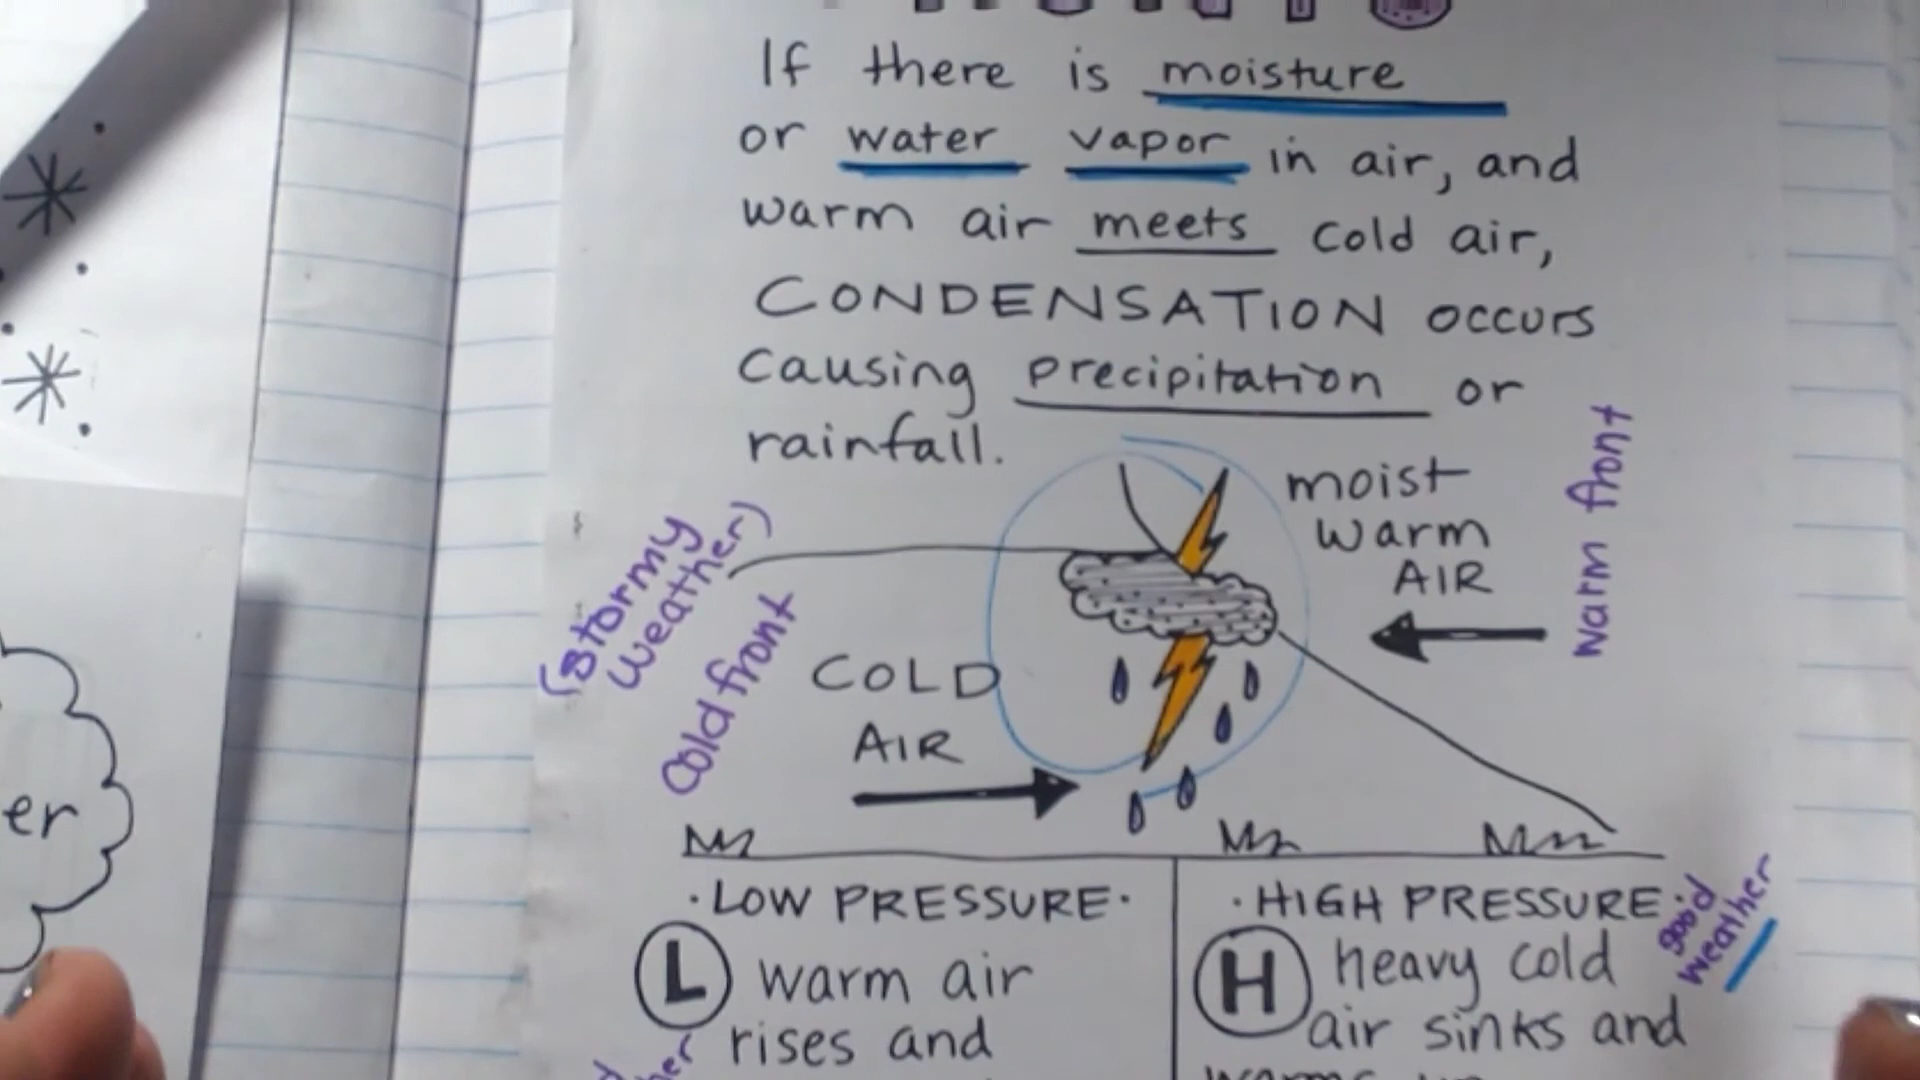 If there is moisture
or water vapor in air, and
warm air meets cold air,
CONDENSATION occurs
causing precipitation or
rainfall.
moist
warm
AIR
warm front
(stormy
weather)
cold front
COLD
AIR
er
· LOW PRESSURE ·
L warm air
rises and
· HIGH PRESSURE ·
H heavy cold
air sinks and
good
weather